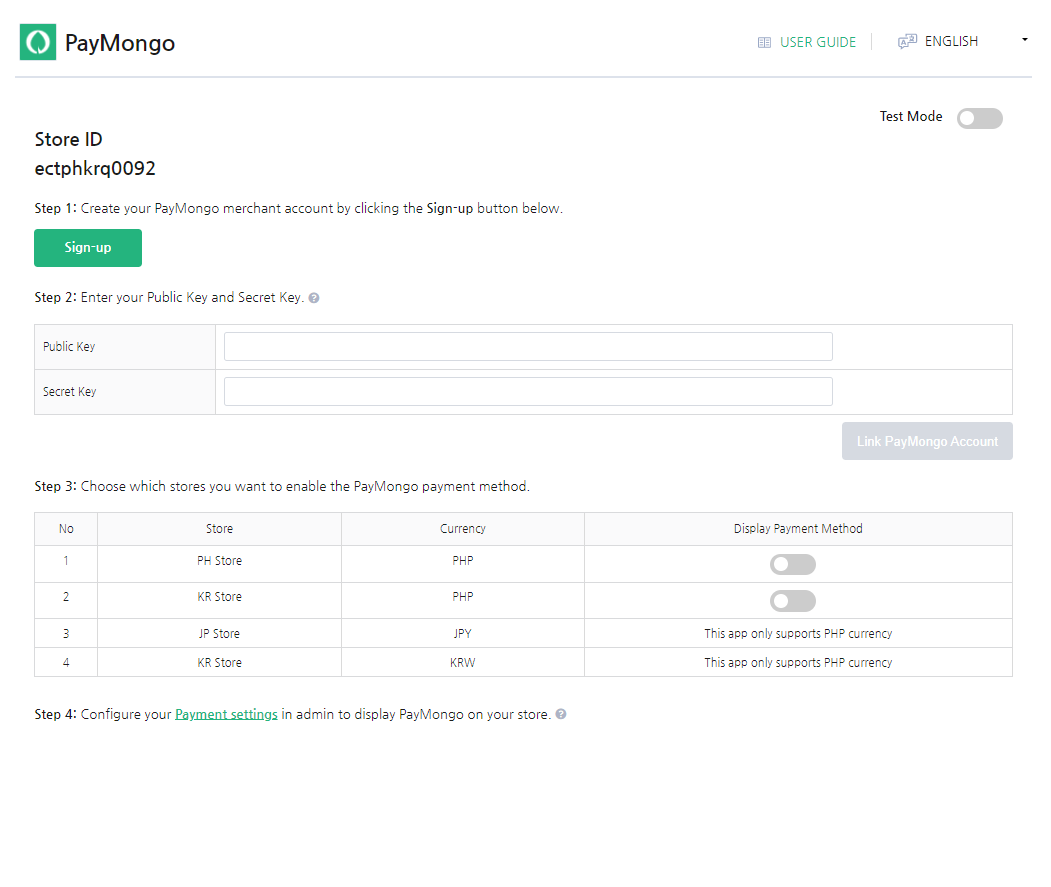 PayMongo
USER GUIDE
ENGLISH
Test Mode
Store ID
ectphkrq0092
Step 1: Create your PayMongo merchant account by clicking the Sign-up button below.
Sign-up
Step 2: Enter your Public Key and Secret Key. ?
Public Key
Secret Key
Link PayMongo Account
Step 3: Choose which stores you want to enable the PayMongo payment method.
No Store Currency Display Payment Method
1 PH Store PHP
2 KR Store PHP
3 JP Store JPY This app only supports PHP currency
4 KR Store KRW This app only supports PHP currency
Step 4: Configure your Payment settings in admin to display PayMongo on your store. ?